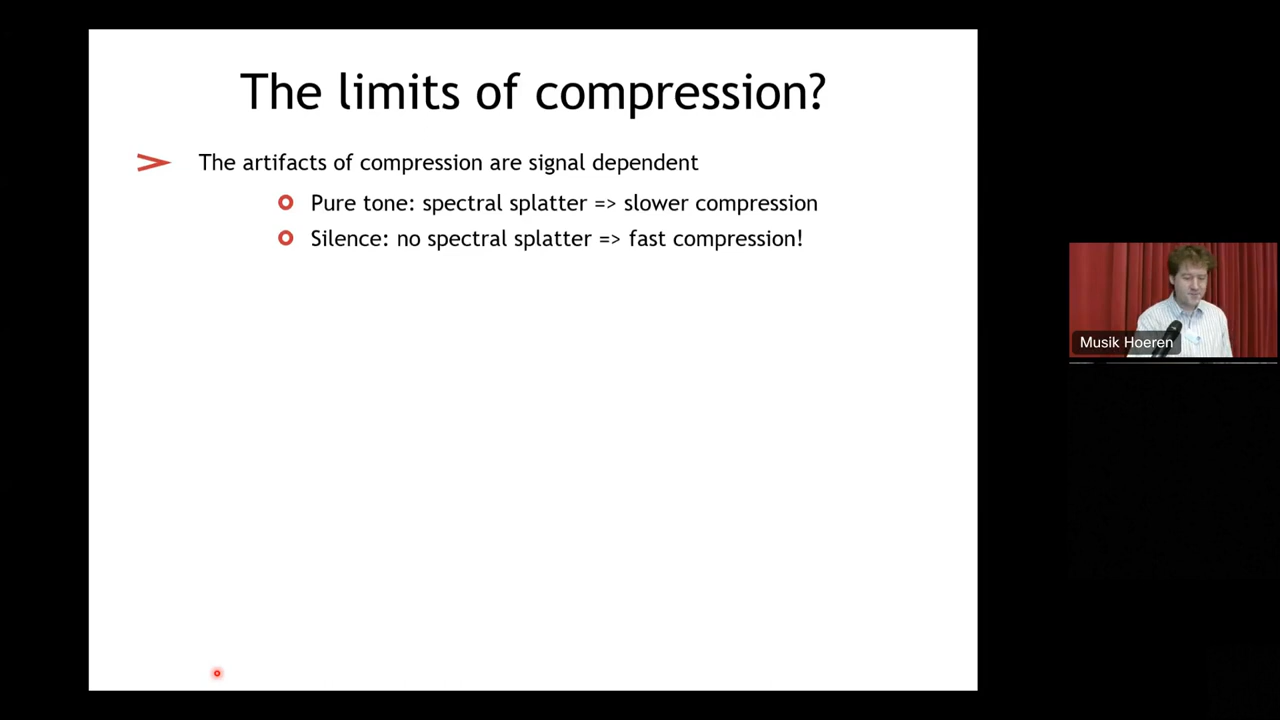 The limits of compression?
The artifacts of compression are signal dependent
Pure tone: spectral splatter => slower compression
Silence: no spectral splatter => fast compression!
Musik Hoeren